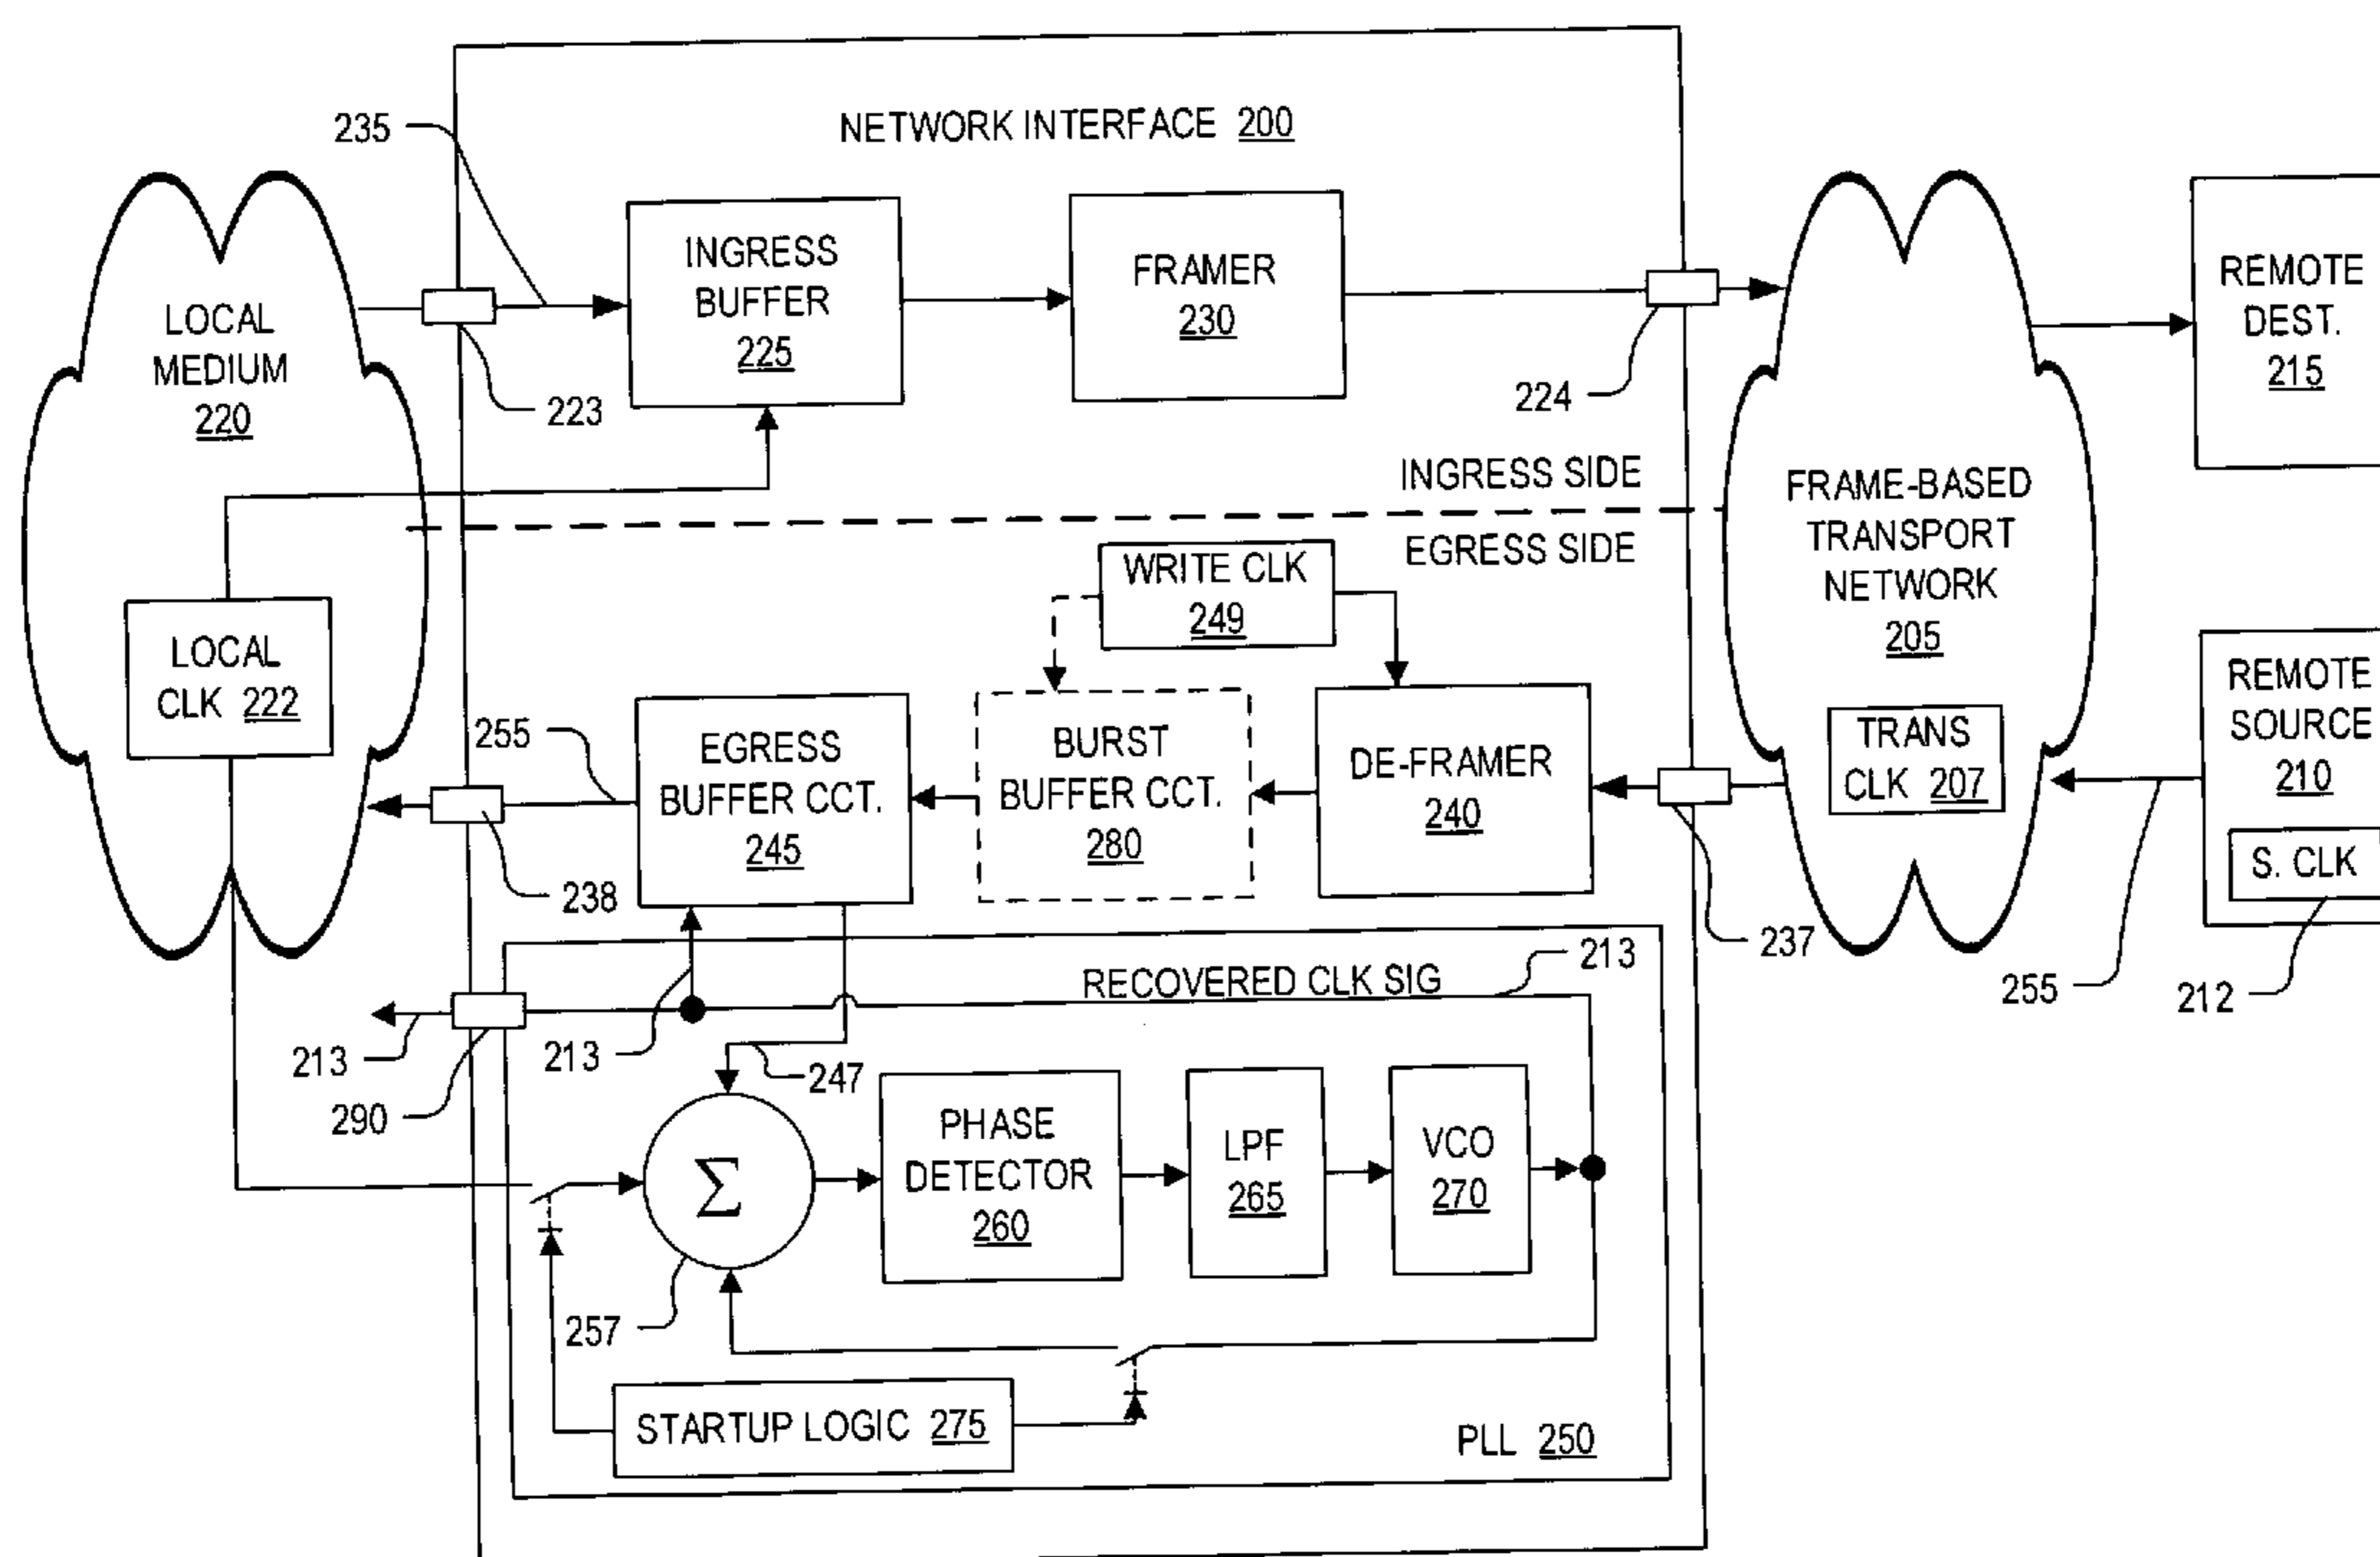 NETWORK INTERFACE 200
235
LOCAL
MEDIUM
220
223
INGRESS
BUFFER
225
FRAMER
230
224
REMOTE
DEST.
215
INGRESS SIDE
EGRESS SIDE
FRAME-BASED
TRANSPORT
NETWORK
205
WRITE CLK
249
LOCAL
CLK 222
255
EGRESS
BUFFER CCT.
245
BURST
BUFFER CCT.
280
DE-FRAMER
240
TRANS
CLK 207
REMOTE
SOURCE
210
S. CLK
238
237
255
212
213
RECOVERED CLK SIG
213
213
290
247
PHASE
DETECTOR
260
LPF
265
VCO
270
Σ
257
STARTUP LOGIC 275
PLL 250